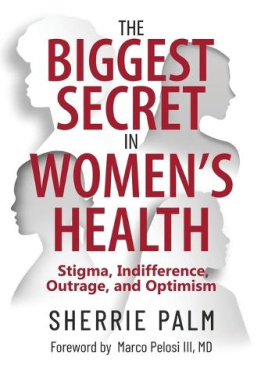 THE
BIGGEST
SECRET
IN
WOMEN'S
HEALTH
Stigma, Indifference,
Outrage, and Optimism
SHERRIE PALM
Foreword by Marco Pelosi III, MD